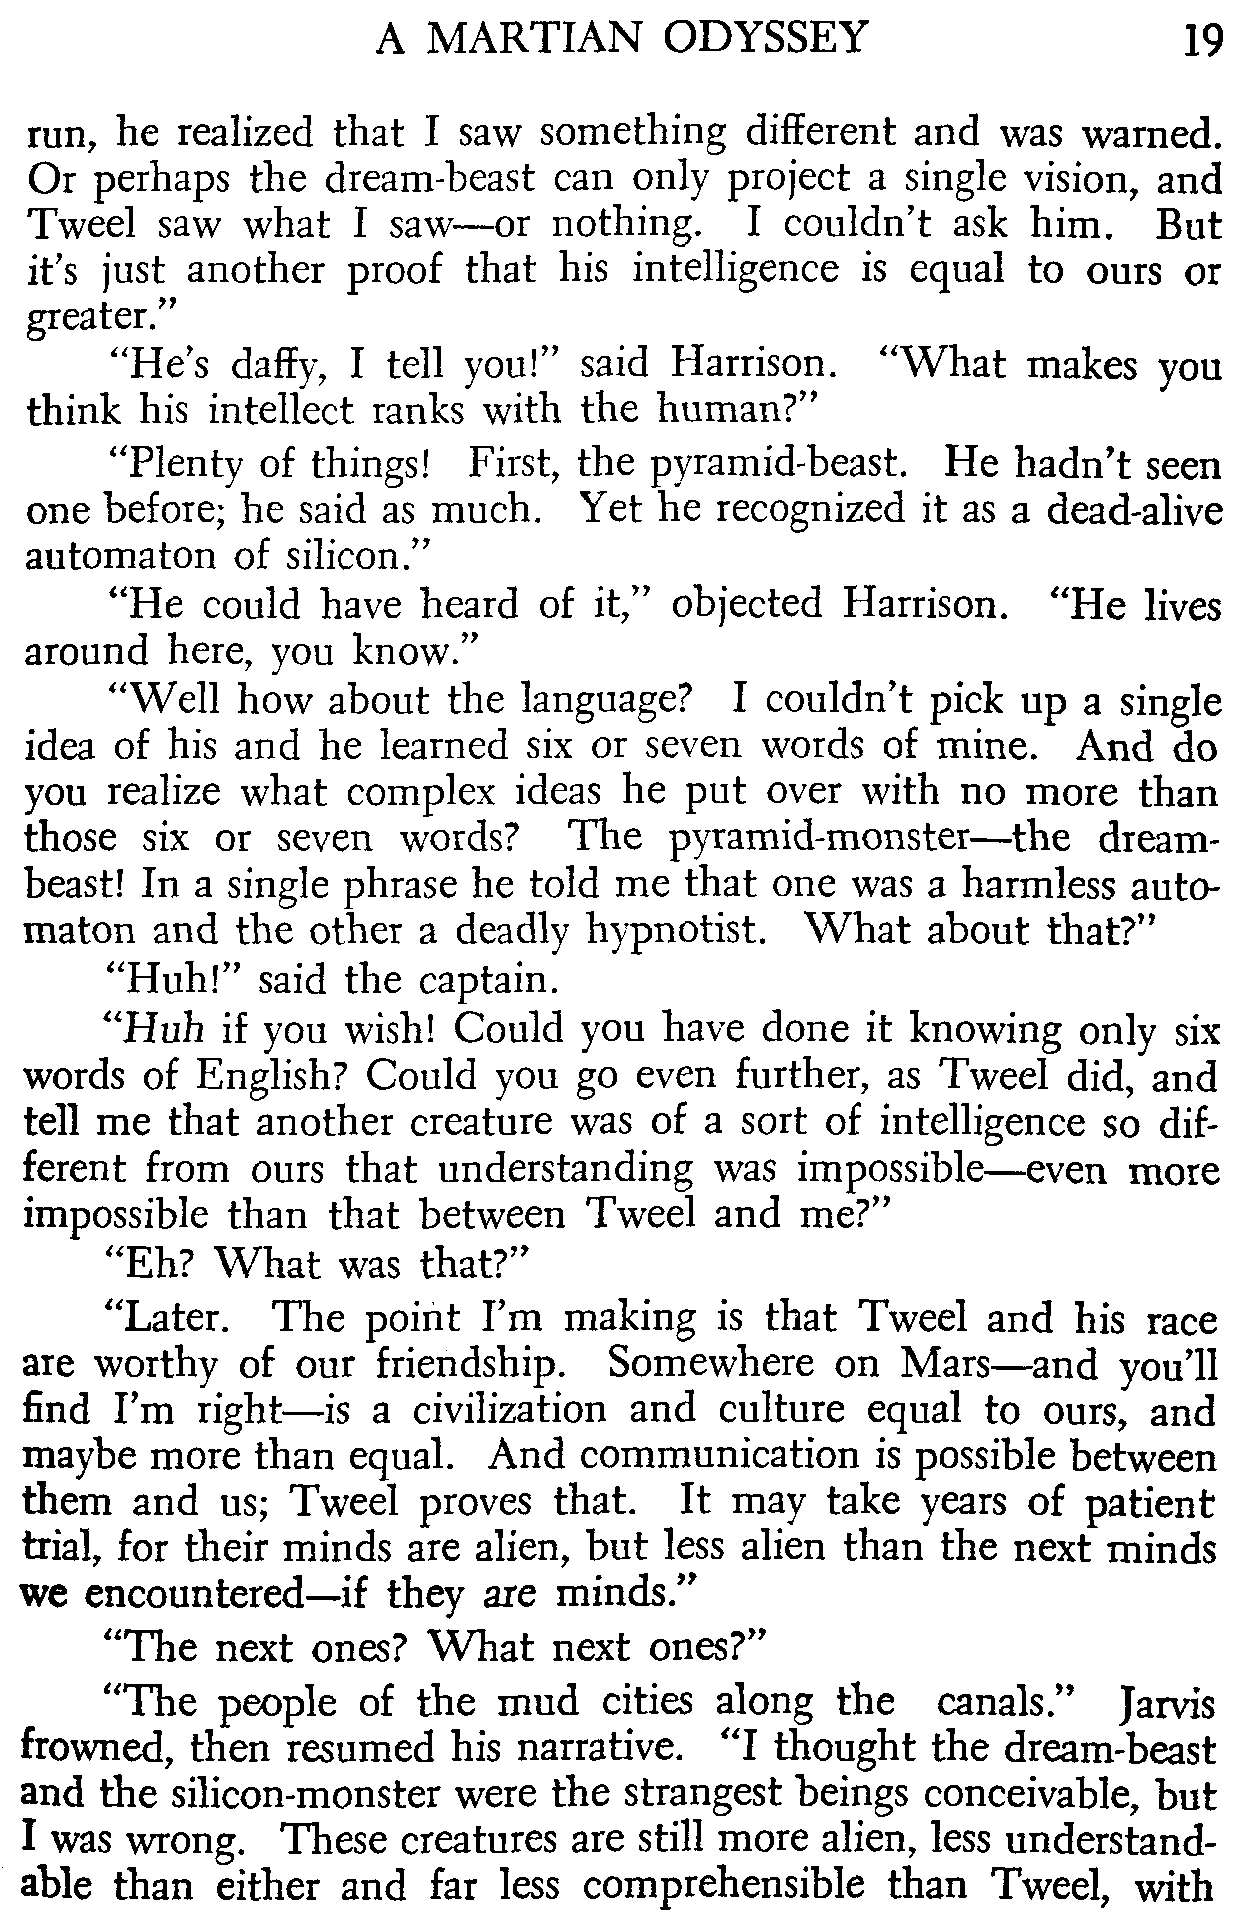 A MARTIAN ODYSSEY 19
run, he realized that I saw something different and was warned.
Or perhaps the dream-beast can only project a single vision, and
Tweel saw what I saw—or nothing. I couldn't ask him. But
it's just another proof that his intelligence is equal to ours or
greater."
"He's daffy, I tell you!" said Harrison. "What makes you
think his intellect ranks with the human?"
"Plenty of things! First, the pyramid-beast. He hadn't seen
one before; he said as much. Yet he recognized it as a dead-alive
automaton of silicon."
"He could have heard of it," objected Harrison. "He lives
around here, you know."
"Well how about the language? I couldn't pick up a single
idea of his and he learned six or seven words of mine. And do
you realize what complex ideas he put over with no more than
those six or seven words? The pyramid-monster—the dream-
beast! In a single phrase he told me that one was a harmless auto-
maton and the other a deadly hypnotist. What about that?"
"Huh!" said the captain.
"Huh if you wish! Could you have done it knowing only six
words of English? Could you go even further, as Tweel did, and
tell me that another creature was of a sort of intelligence so dif-
ferent from ours that understanding was impossible—even more
impossible than that between Tweel and me?"
"Eh? What was that?"
"Later. The point I'm making is that Tweel and his race
are worthy of our friendship. Somewhere on Mars—and you'll
find I'm right—is a civilization and culture equal to ours, and
maybe more than equal. And communication is possible between
them and us; Tweel proves that. It may take years of patient
trial, for their minds are alien, but less alien than the next minds
we encountered—if they are minds."
"The next ones? What next ones?"
"The people of the mud cities along the canals." Jarvis
frowned, then resumed his narrative. "I thought the dream-beast
and the silicon-monster were the strangest beings conceivable, but
I was wrong. These creatures are still more alien, less understand-
able than either and far less comprehensible than Tweel, with